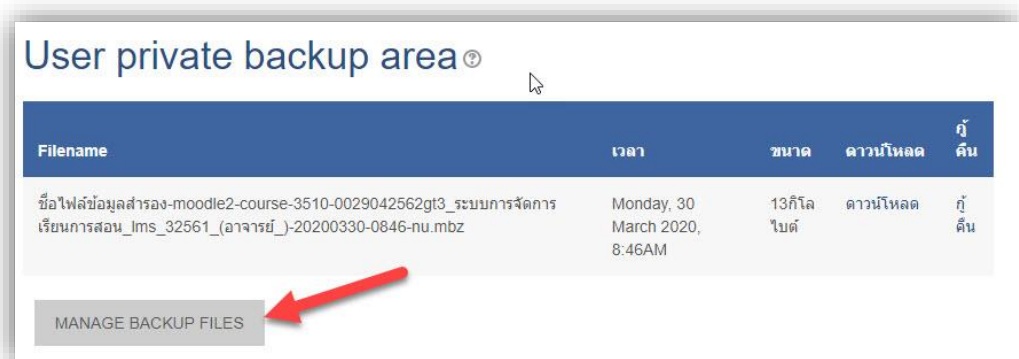 User private backup area
Filename เวลา ขนาด ดาวน์โหลด กู้
คืน
ชื่อไฟล์ข้อมูลสำรอง-moodle2-course-3510-0029042562gt3_ระบบการจัดการ Monday, 30 13กิโล ดาวน์โหลด กู้
เรียนการสอน_lms_32561_(อาจารย์_)-20200330-0846-nu.mbz March 2020, ไบต์ คืน
8:46AM
MANAGE BACKUP FILES